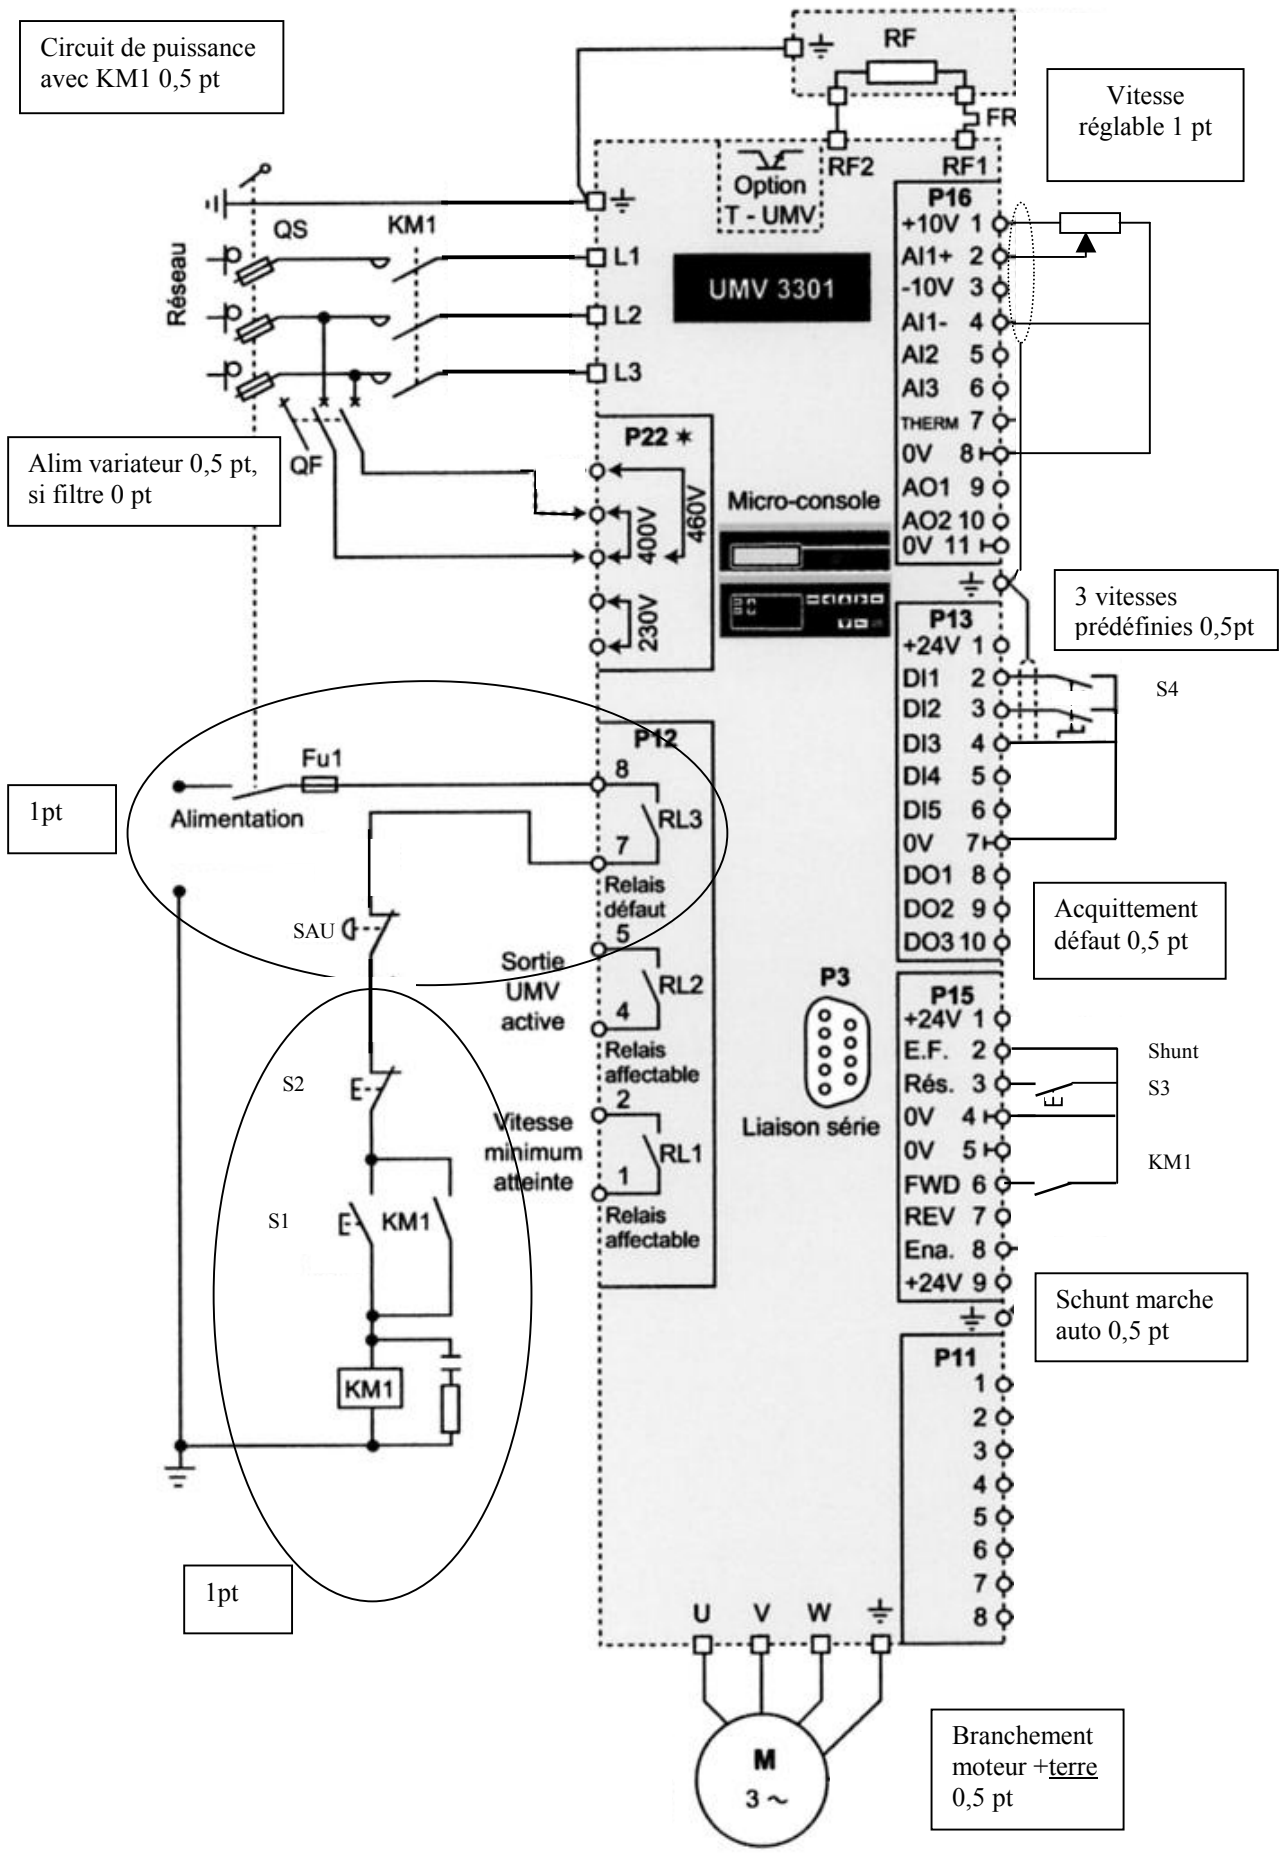 Circuit de puissance
avec KM1 0,5 pt
RF
FR
RF2
RF1
Vitesse
réglable 1 pt
Option
T - UMV
QS
KM1
Réseau
L1
L2
L3
UMV 3301
P16
+10V 1
AI1+ 2
-10V 3
AI1- 4
AI2 5
AI3 6
THERM 7
0V 8
AO1 9
AO2 10
0V 11
Alim variateur 0,5 pt,
si filtre 0 pt
QF
P22 ✶
460V
400V
230V
Micro-console
3 vitesses
prédéfinies 0,5pt
P13
+24V 1
DI1 2
DI2 3
DI3 4
DI4 5
DI5 6
0V 7
DO1 8
DO2 9
DO3 10
S4
1pt
Fu1
Alimentation
P12
8
RL3
7
Relais
défaut
SAU
5
Sortie
UMV
active
RL2
4
Relais
affectable
2
Vitesse
minimum
atteinte
RL1
1
Relais
affectable
P3
Liaison série
Acquittement
défaut 0,5 pt
P15
+24V 1
E.F. 2
Rés. 3
0V 4
0V 5
FWD 6
REV 7
Ena. 8
+24V 9
Shunt
S3
KM1
S2
S1
KM1
KM1
Schunt marche
auto 0,5 pt
P11
1
2
3
4
5
6
7
8
1pt
U
V
W
M
3 ~
Branchement
moteur +terre
0,5 pt